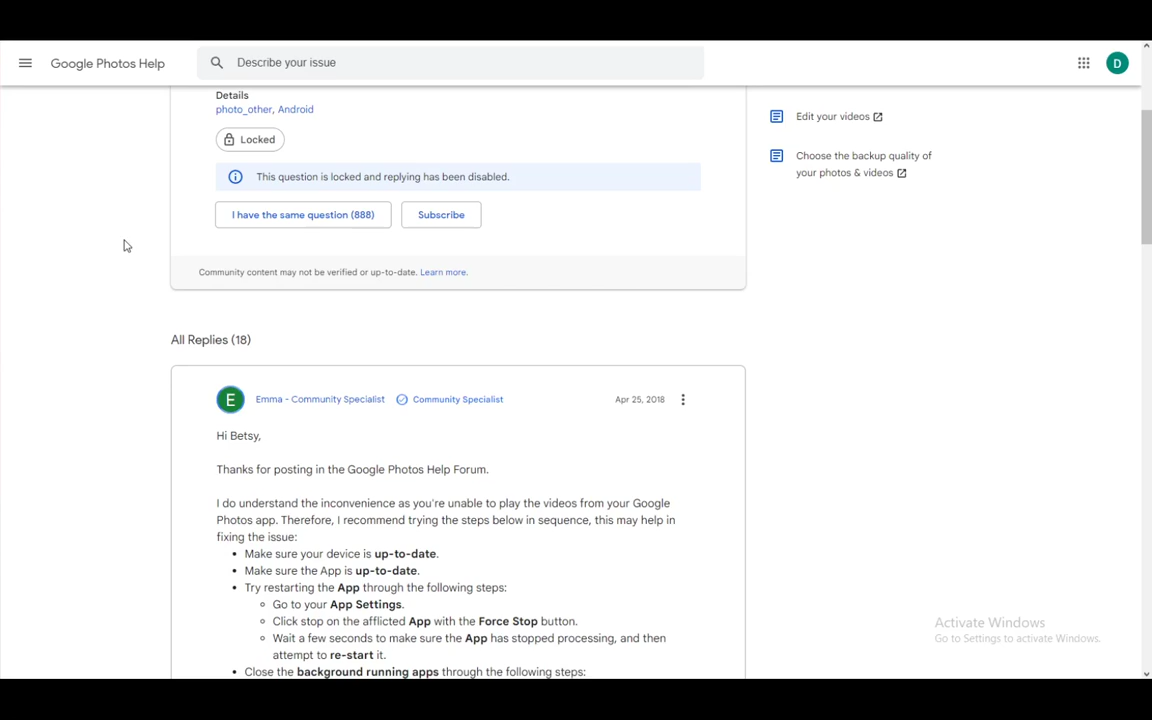 Google Photos Help
Describe your issue
D
Details
photo_other, Android
Locked
This question is locked and replying has been disabled.
I have the same question (888)
Subscribe
Community content may not be verified or up-to-date. Learn more.
Edit your videos
Choose the backup quality of
your photos & videos
All Replies (18)
E
Emma - Community Specialist
Community Specialist
Apr 25, 2018
Hi Betsy,
Thanks for posting in the Google Photos Help Forum.
I do understand the inconvenience as you're unable to play the videos from your Google
Photos app. Therefore, I recommend trying the steps below in sequence, this may help in
fixing the issue:
• Make sure your device is up-to-date.
• Make sure the App is up-to-date.
• Try restarting the App through the following steps:
◦ Go to your App Settings.
◦ Click stop on the afflicted App with the Force Stop button.
◦ Wait a few seconds to make sure the App has stopped processing, and then
attempt to re-start it.
• Close the background running apps through the following steps:
Activate Windows
Go to Settings to activate Windows.